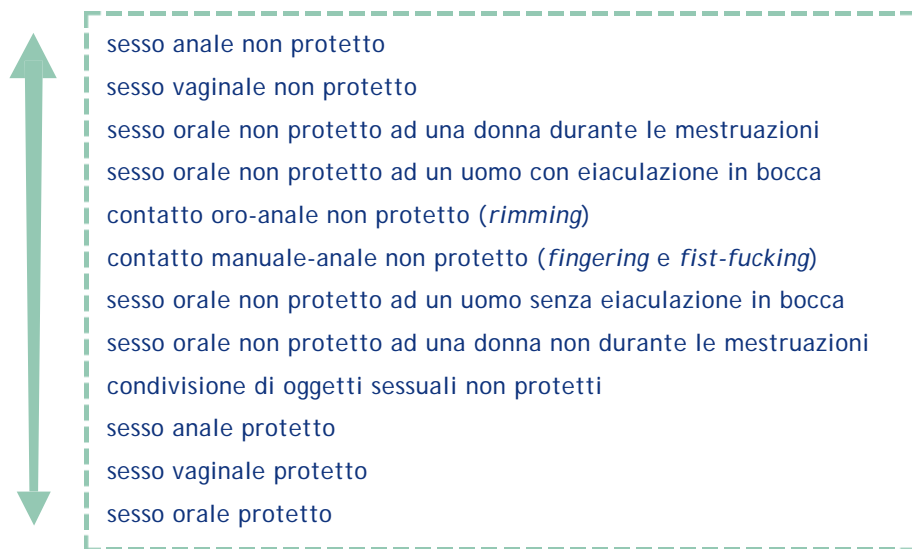 sesso anale non protetto
sesso vaginale non protetto
sesso orale non protetto ad una donna durante le mestruazioni
sesso orale non protetto ad un uomo con eiaculazione in bocca
contatto oro-anale non protetto (rimming)
contatto manuale-anale non protetto (fingering e fist-fucking)
sesso orale non protetto ad un uomo senza eiaculazione in bocca
sesso orale non protetto ad una donna non durante le mestruazioni
condivisione di oggetti sessuali non protetti
sesso anale protetto
sesso vaginale protetto
sesso orale protetto